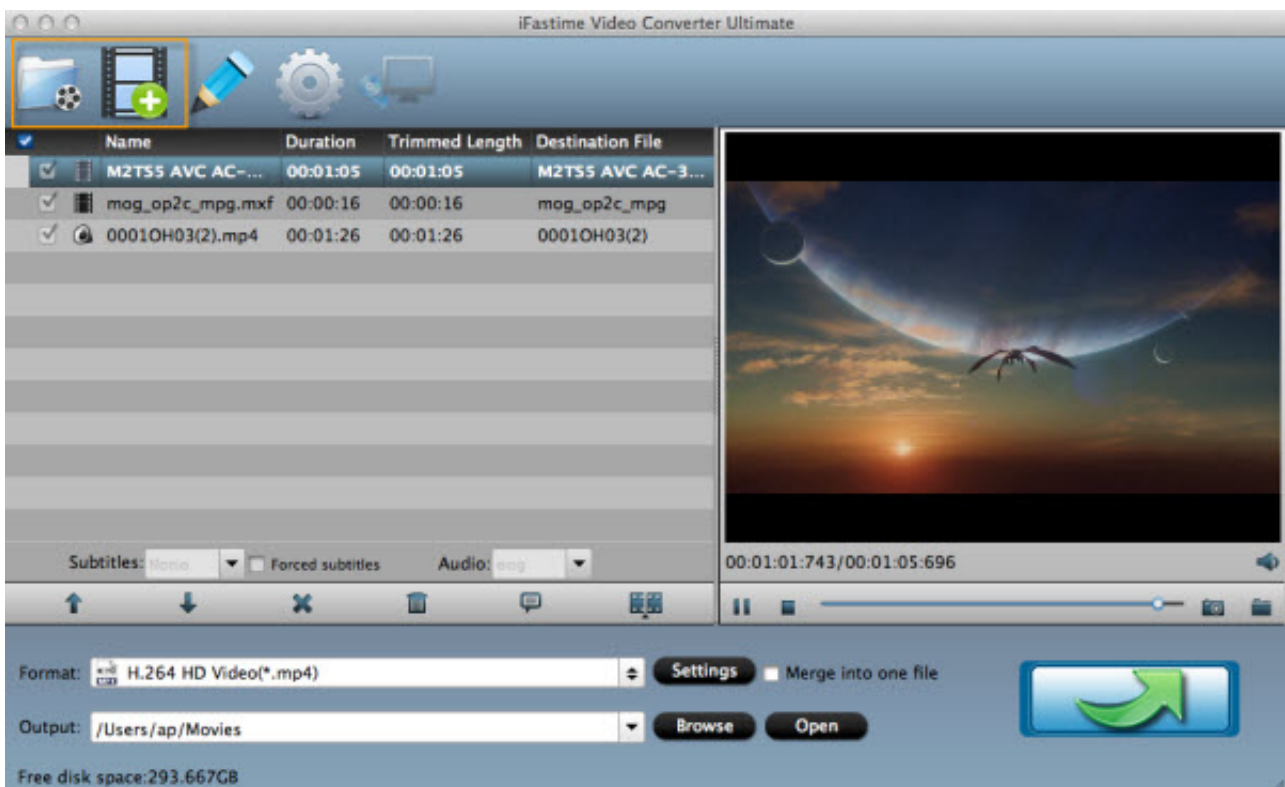 iFastime Video Converter Ultimate
Name Duration Trimmed Length Destination File
M2TS5 AVC AC-... 00:01:05 00:01:05 M2TS5 AVC AC-3...
mog_op2c_mpg.mxf 00:00:16 00:00:16 mog_op2c_mpg
0001OH03(2).mp4 00:01:26 00:01:26 0001OH03(2)
Subtitles: None Forced subtitles Audio:
00:01:01:743/00:01:05:696
Format: H.264 HD Video(*.mp4) Settings Merge into one file
Output: /Users/ap/Movies Browse Open
Free disk space:293.667GB